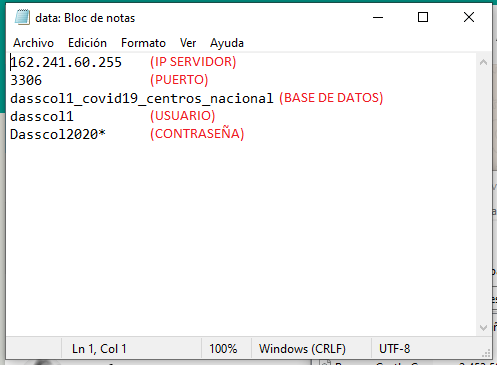 data: Bloc de notas
Archivo Edición Formato Ver Ayuda
162.241.60.255 (IP SERVIDOR)
3306 (PUERTO)
dasscol1_covid19_centros_nacional (BASE DE DATOS)
dasscol1 (USUARIO)
Dasscol2020* (CONTRASEÑA)
Ln 1, Col 1 100% Windows (CRLF) UTF-8